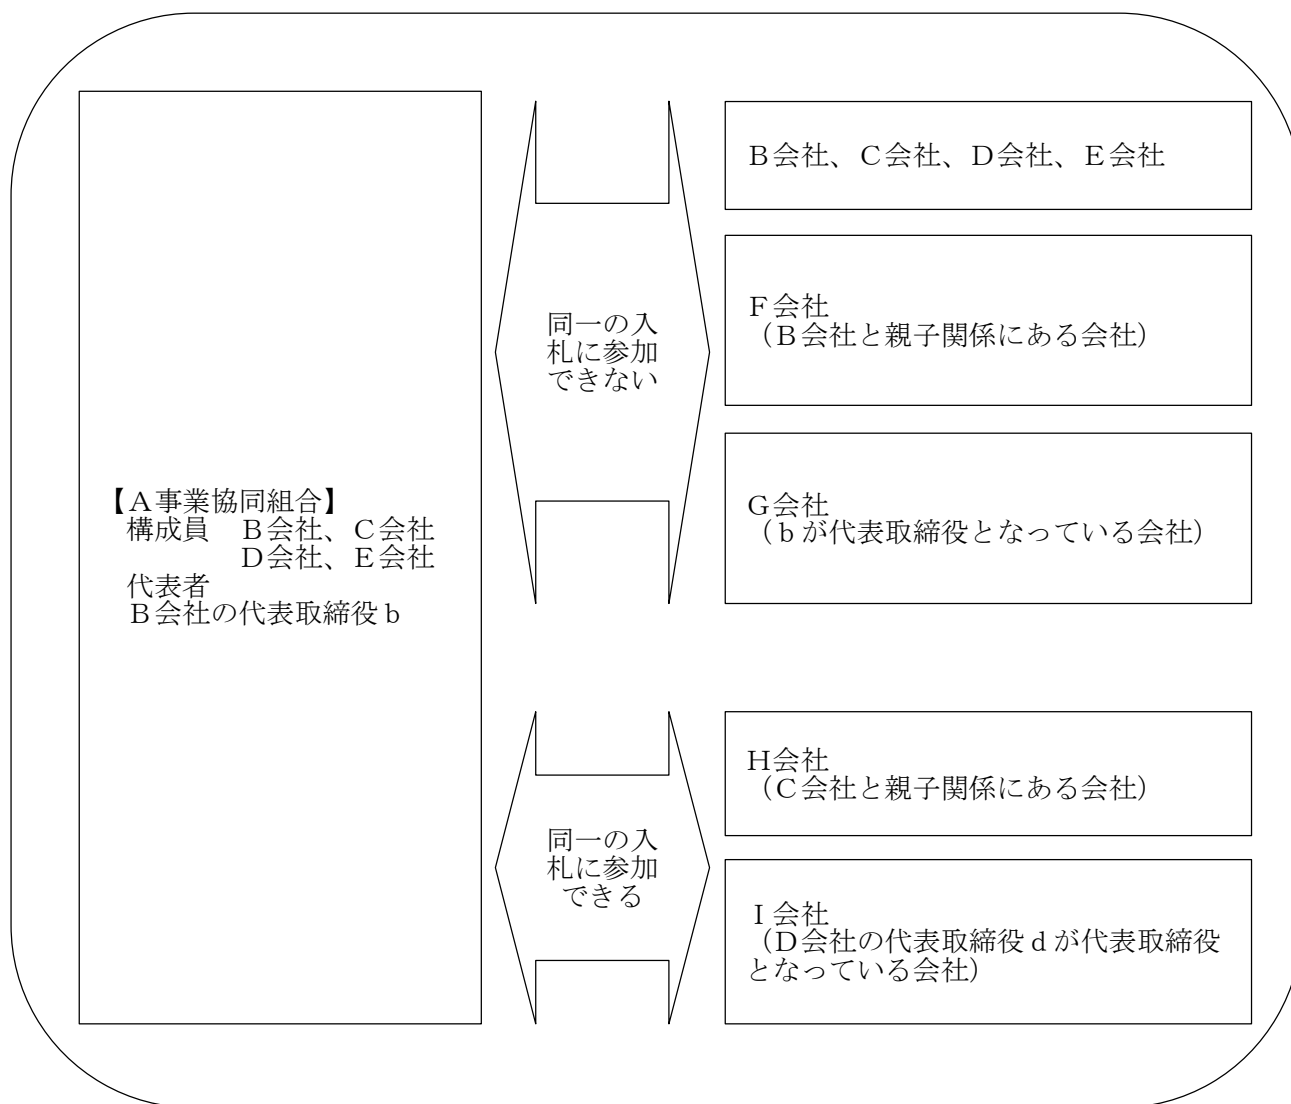 【Ａ事業協同組合】
構成員　Ｂ会社、Ｃ会社
Ｄ会社、Ｅ会社
代表者
Ｂ会社の代表取締役ｂ
同一の入
札に参加
できない
Ｂ会社、Ｃ会社、Ｄ会社、Ｅ会社
Ｆ会社
（Ｂ会社と親子関係にある会社）
Ｇ会社
（ｂが代表取締役となっている会社）
同一の入
札に参加
できる
Ｈ会社
（Ｃ会社と親子関係にある会社）
Ｉ会社
（Ｄ会社の代表取締役ｄが代表取締役
となっている会社）